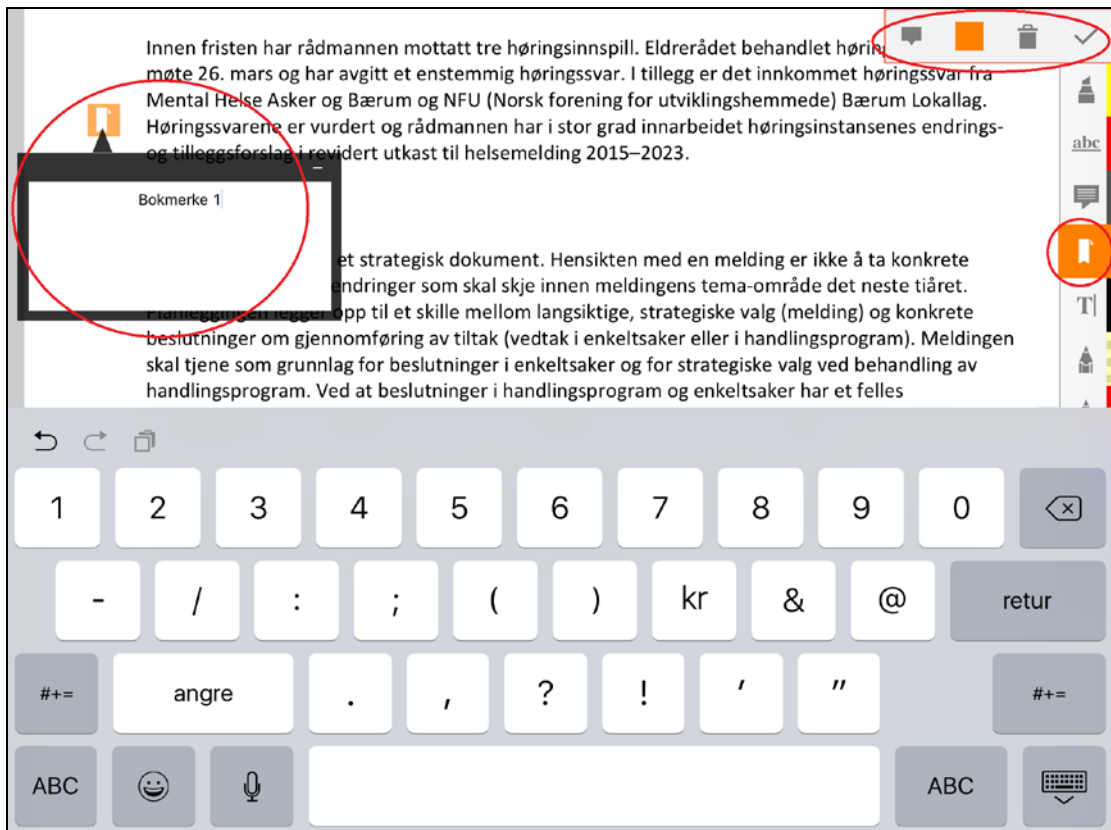 Innen fristen har rådmannen mottatt tre høringsinnspill. Eldrerådet behandlet
møte 26. mars og har avgitt et enstemmig høringssvar. I tillegg er det innkommet høringssvar fra
Mental Helse Asker og Bærum og NFU (Norsk forening for utviklingshemmede) Bærum Lokallag.
Høringssvarene er vurdert og rådmannen har i stor grad innarbeidet høringsinstansenes endrings-
og tilleggsforslag i revidert utkast til helsemelding 2015–2023.
abc
Bokmerke 1
et strategisk dokument. Hensikten med en melding er ikke å ta konkrete
endringer som skal skje innen meldingens tema-område det neste tiåret.
T
Planleggingen legger opp til et skille mellom langsiktige, strategiske valg (melding) og konkrete
beslutninger om gjennomføring av tiltak (vedtak i enkeltsaker eller i handlingsprogram). Meldingen
skal tjene som grunnlag for beslutninger i enkeltsaker og for strategiske valg ved behandling av
handlingsprogram. Ved at beslutninger i handlingsprogram og enkeltsaker har et felles
1 2 3 4 5 6 7 8 9 0
- / : ; ( ) kr & @ retur
#+= angre . , ? ! ' " #+=
ABC ABC